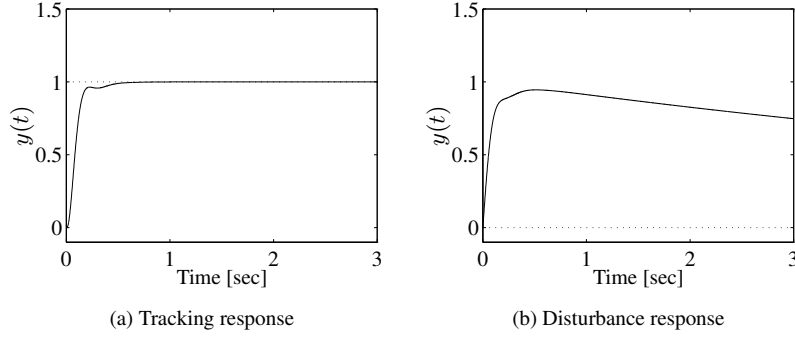 1.5
1
0.5
0
y(t)
0 1 2 3
Time [sec]
(a) Tracking response
1.5
1
0.5
0
y(t)
0 1 2 3
Time [sec]
(b) Disturbance response